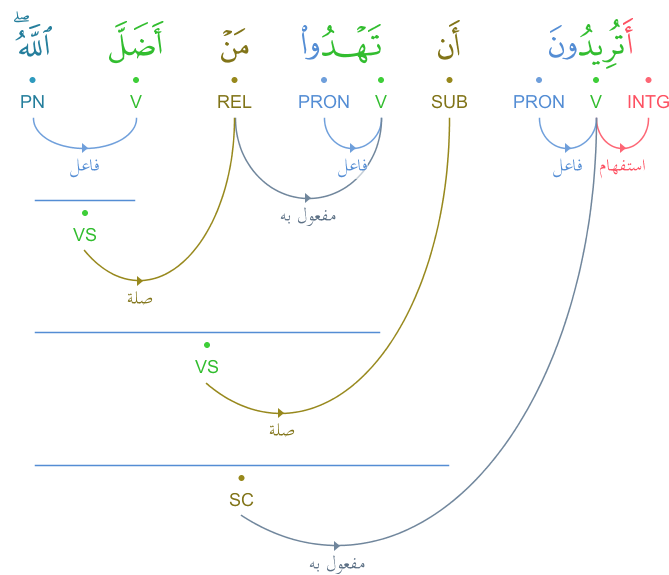 أَتُرِيدُونَ أَن تَهْدُوا۟ مَنْ أَضَلَّ ٱللَّهُ ۖ
INTG V PRON SUB V PRON REL V PN
استفهام فاعل فاعل فاعل
مفعول به
VS
صلة
VS
صلة
SC
مفعول به